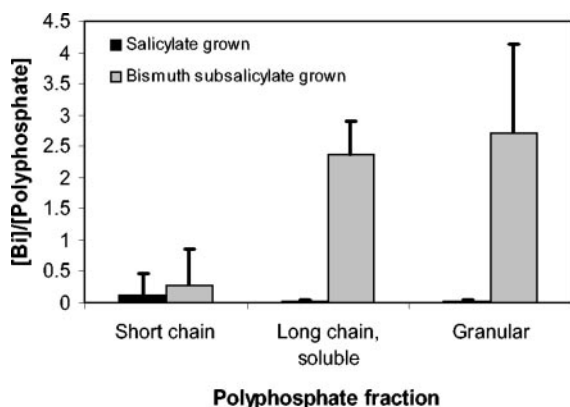 4.5
4
3.5
3
2.5
2
1.5
1
0.5
0
[Bi]/[Polyphosphate]
Salicylate grown
Bismuth subsalicylate grown
Short chain
Long chain,
soluble
Granular
Polyphosphate fraction